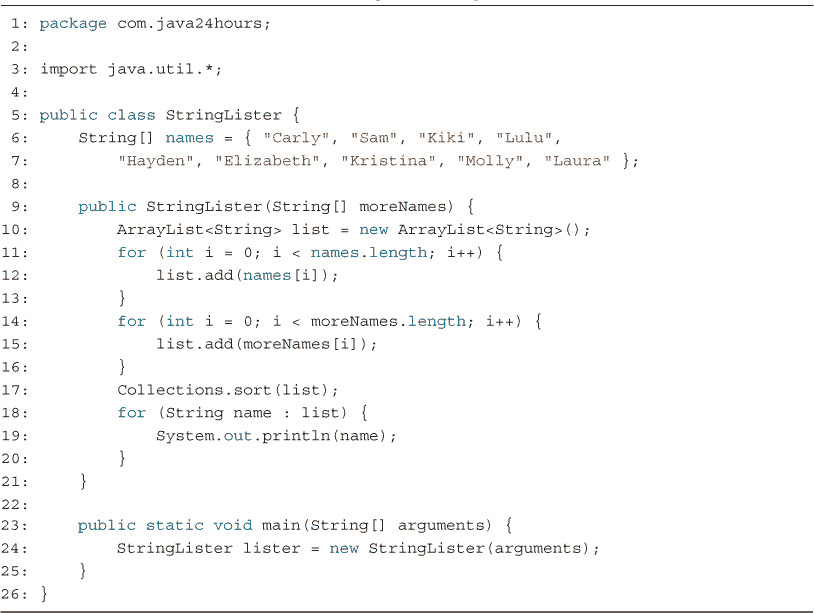 1: package com.java24hours;
2:
3: import java.util.*;
4:
5: public class StringLister {
6:     String[] names = { "Carly", "Sam", "Kiki", "Lulu",
7:         "Hayden", "Elizabeth", "Kristina", "Molly", "Laura" };
8:
9:     public StringLister(String[] moreNames) {
10:         ArrayList<String> list = new ArrayList<String>();
11:         for (int i = 0; i < names.length; i++) {
12:             list.add(names[i]);
13:         }
14:         for (int i = 0; i < moreNames.length; i++) {
15:             list.add(moreNames[i]);
16:         }
17:         Collections.sort(list);
18:         for (String name : list) {
19:             System.out.println(name);
20:         }
21:     }
22:
23:     public static void main(String[] arguments) {
24:         StringLister lister = new StringLister(arguments);
25:     }
26: }